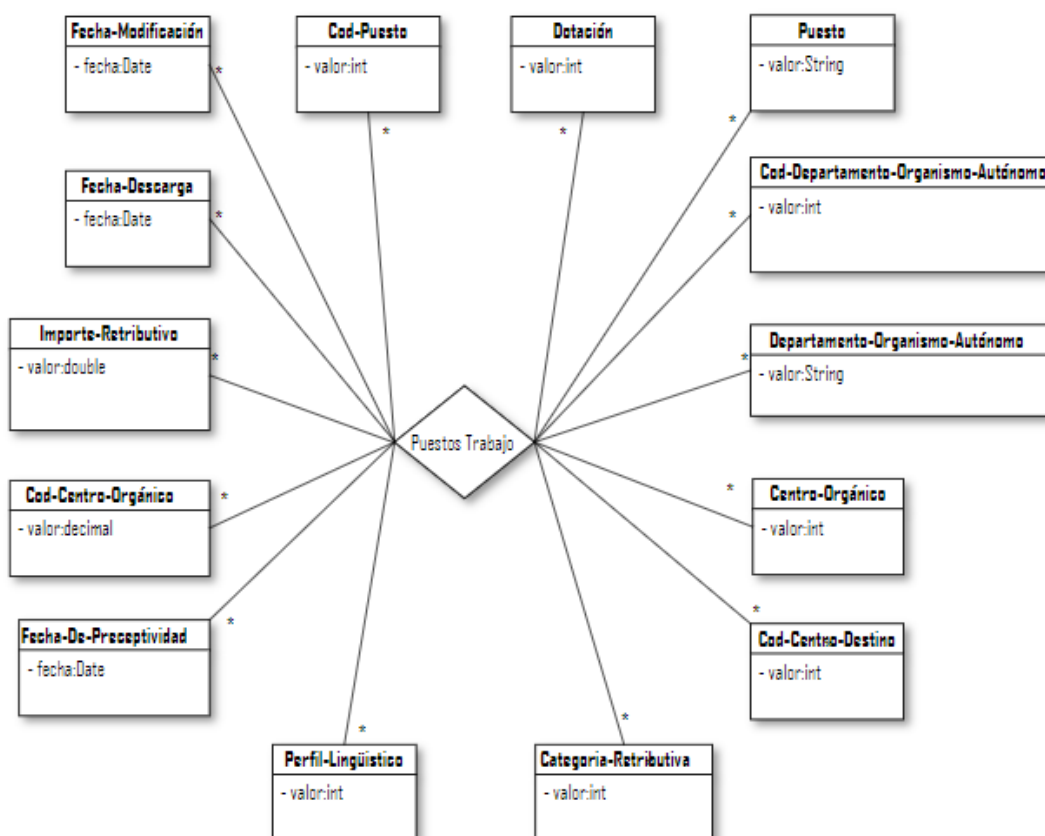 Fecha-Modificación
- fecha:Date
*
Cod-Puesto
- valor:int
*
Dotación
- valor:int
*
Puesto
- valor:String
*
Fecha-Descarga
- fecha:Date
*
Cod-Departamento-Organismo-Autónomo
- valor:int
*
Importe-Retributivo
- valor:double
*
Departamento-Organismo-Autónomo
- valor:String
*
Puestos Trabajo
Cod-Centro-Orgánico
- valor:decimal
*
Centro-Orgánico
- valor:int
*
Fecha-De-Preceptividad
- fecha:Date
*
Cod-Centno-Destino
- valor:int
*
Perfil-Lingüistico
- valor:int
*
Categoria-Retributiva
- valor:int
*